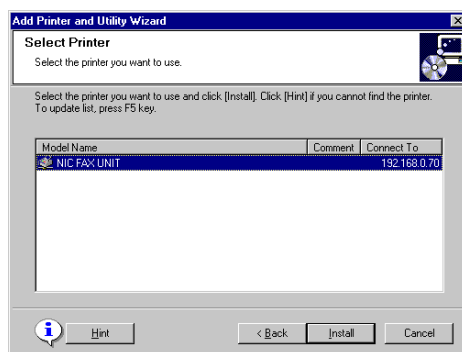 Add Printer and Utility Wizard
Select Printer
Select the printer you want to use.
Select the printer you want to use and click [Install]. Click [Hint] if you cannot find the printer.
To update list, press F5 key.
Model Name Comment Connect To
NIC FAX UNIT 192.168.0.70
Hint < Back Install Cancel